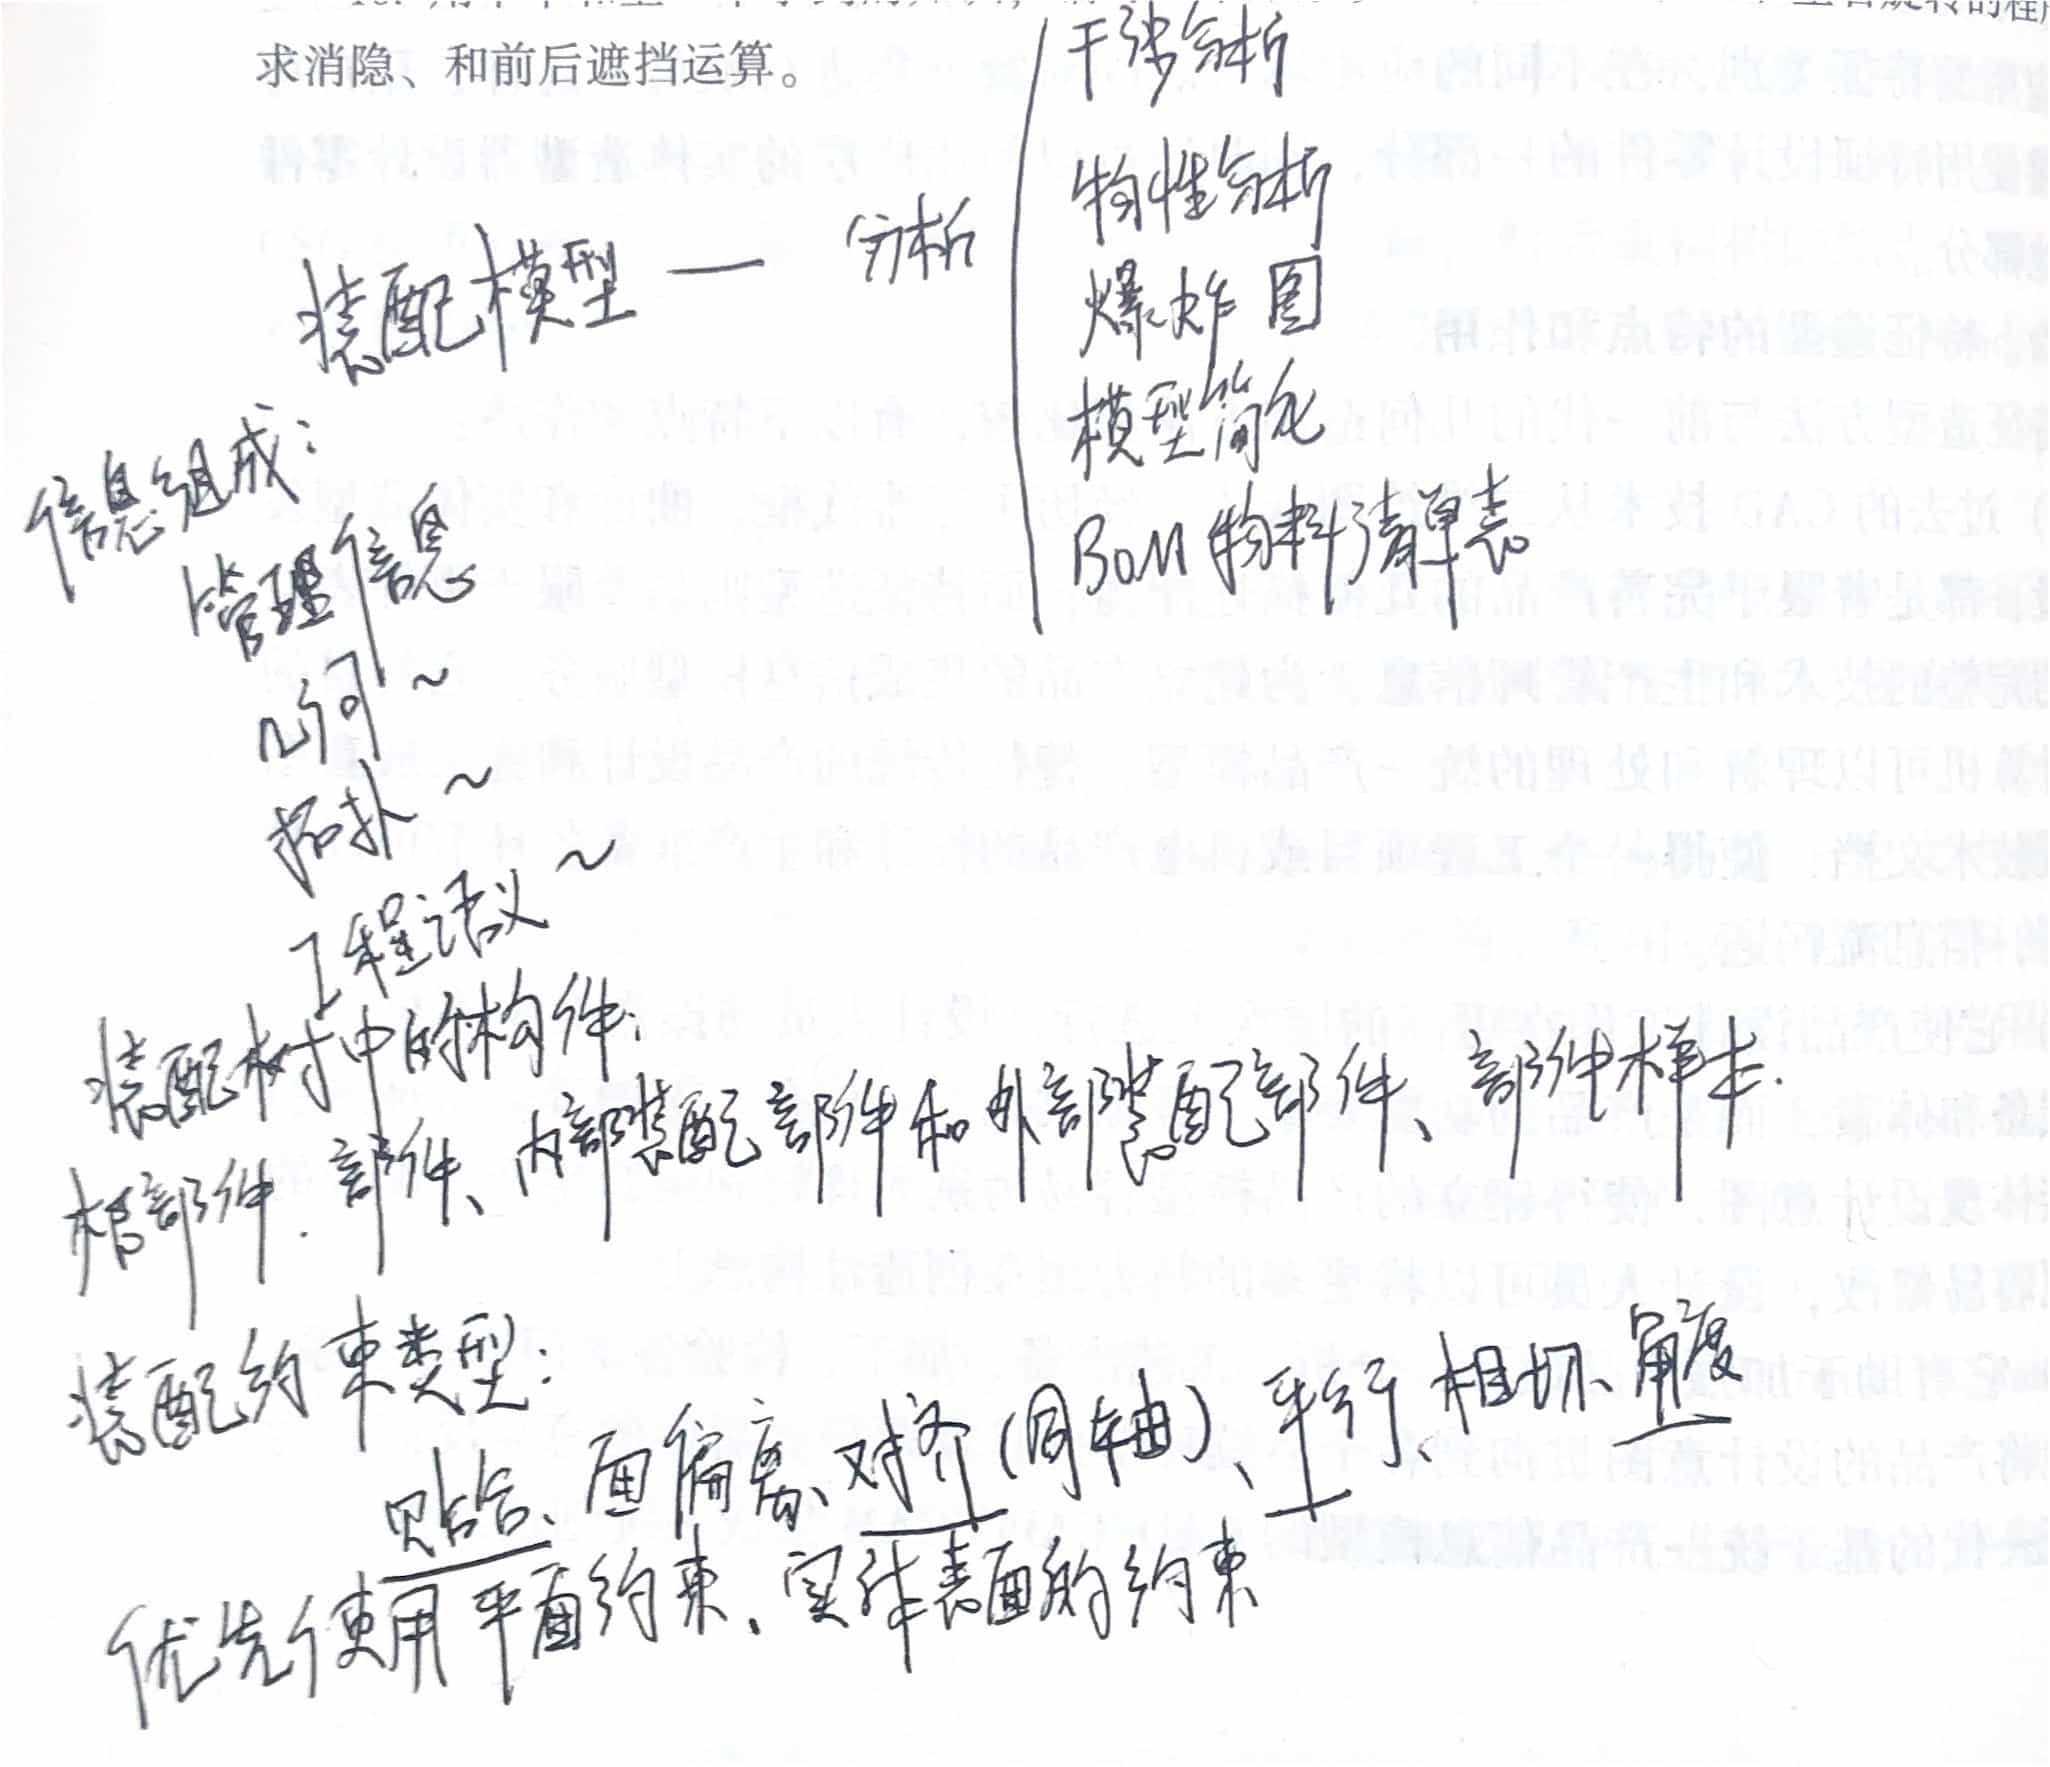 求消隐、和前后遮挡运算。
装配模型 — 分析
干涉分析
物性分析
爆炸图
模型简化
BOM 物料清单表
信息组成：
管理信息
几何 ~
拓扑 ~
工程语义 ~
装配树中的构件：
根部件、部件、内部装配部件和外部装配部件、部件样本.
装配约束类型：
贴合、面偏离、对齐(同轴)、平行、相切、角度
优先使用平面约束、实体表面的约束